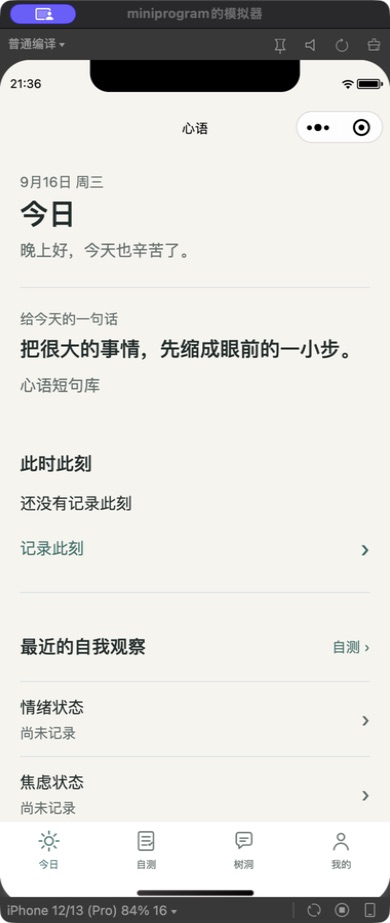 miniprogram的模拟器
普通编译
21:36
心语
9月16日 周三
今日
晚上好，今天也辛苦了。
给今天的一句话
把很大的事情，先缩成眼前的一小步。
心语短句库
此时此刻
还没有记录此刻
记录此刻
最近的自我观察 自测
情绪状态
尚未记录
焦虑状态
尚未记录
今日 自测 树洞 我的
iPhone 12/13 (Pro) 84% 16